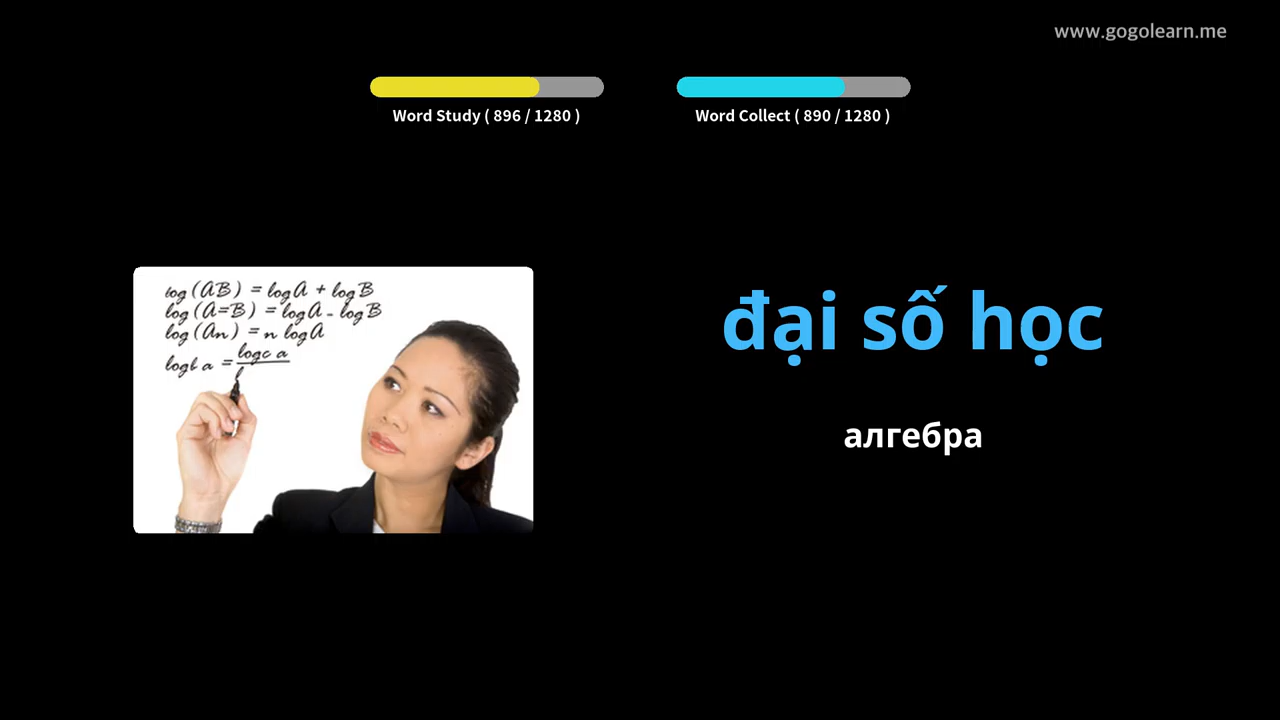 www.gogolearn.me
Word Study ( 896 / 1280 )
Word Collect ( 890 / 1280 )
log (AB) = log A + log B
log (A=B) = log A - log B
log (An) = n log A
logb a = logc a
đại số học
алгебра